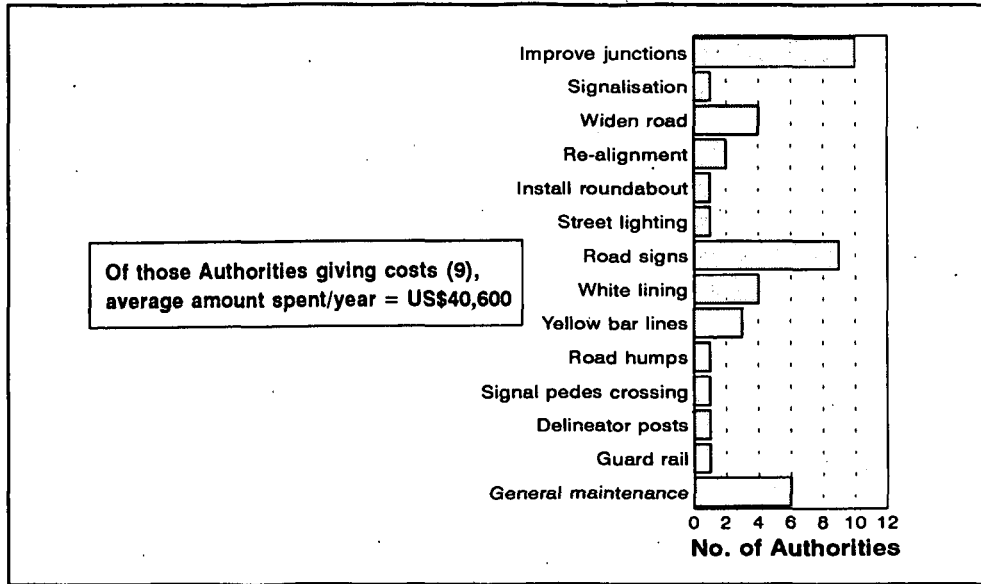 Improve junctions
Signalisation
Widen road
Re-alignment
Install roundabout
Street lighting
Road signs
White lining
Yellow bar lines
Road humps
Signal pedes crossing
Delineator posts
Guard rail
General maintenance
Of those Authorities giving costs (9),
average amount spent/year = US$40,600
0 2 4 6 8 10 12
No. of Authorities